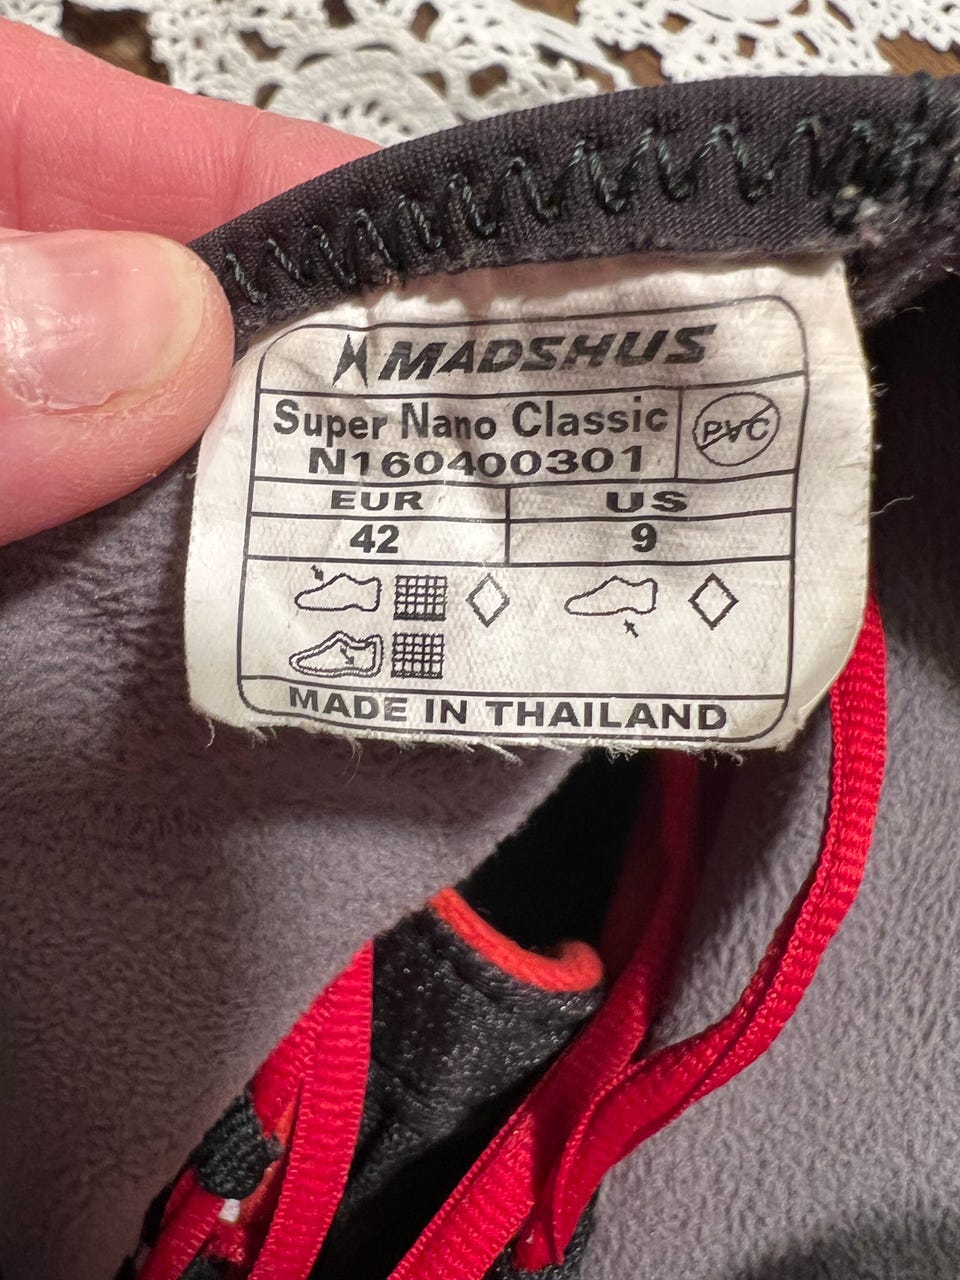 MADSHUS
Super Nano Classic
PVC
N160400301
EUR US
42 9
MADE IN THAILAND